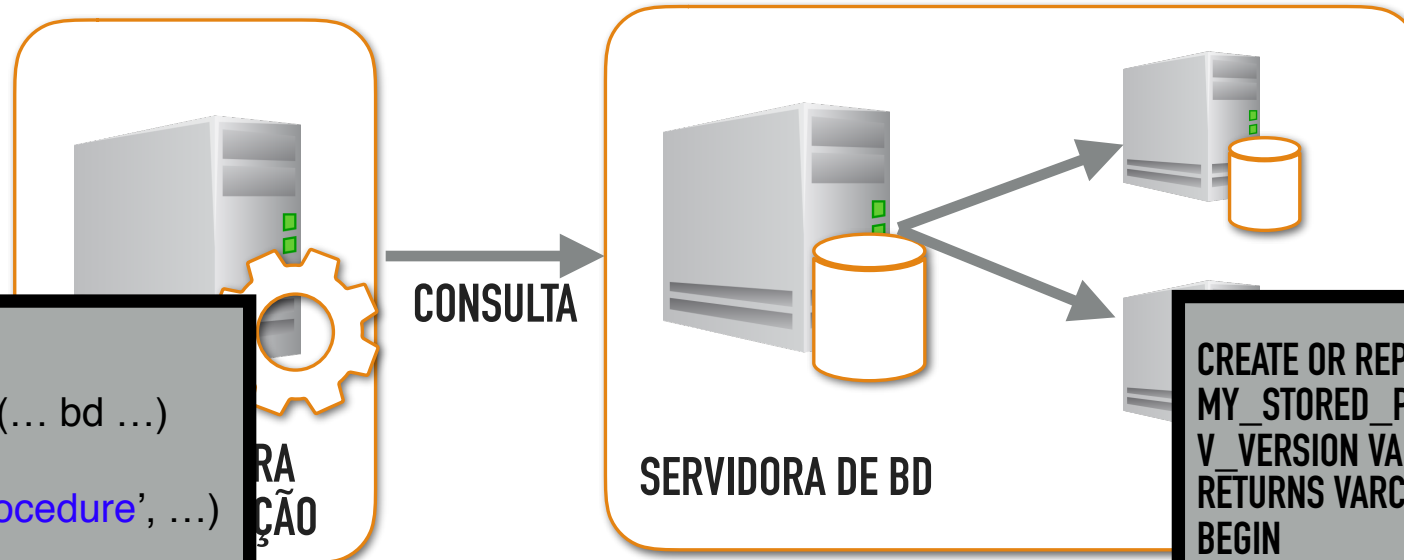 CONSULTA
(… bd …)
ocedure’, …)
RA
ÇÃO
SERVIDORA DE BD
CREATE OR REP
MY_STORED_P
V_VERSION VA
RETURNS VARC
BEGIN